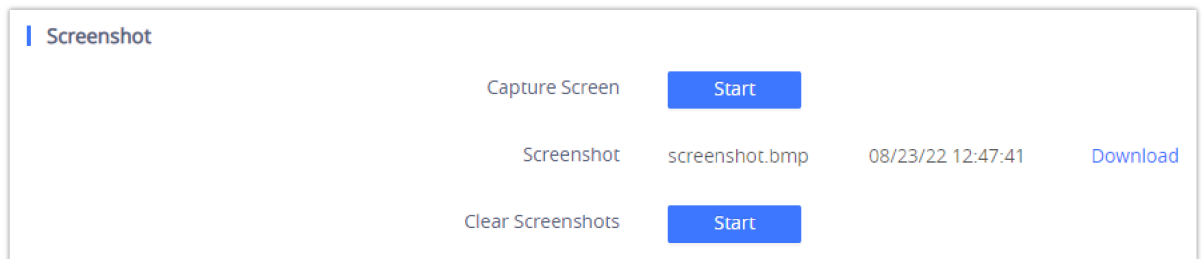 Screenshot
Capture Screen Start
Screenshot screenshot.bmp 08/23/22 12:47:41 Download
Clear Screenshots Start